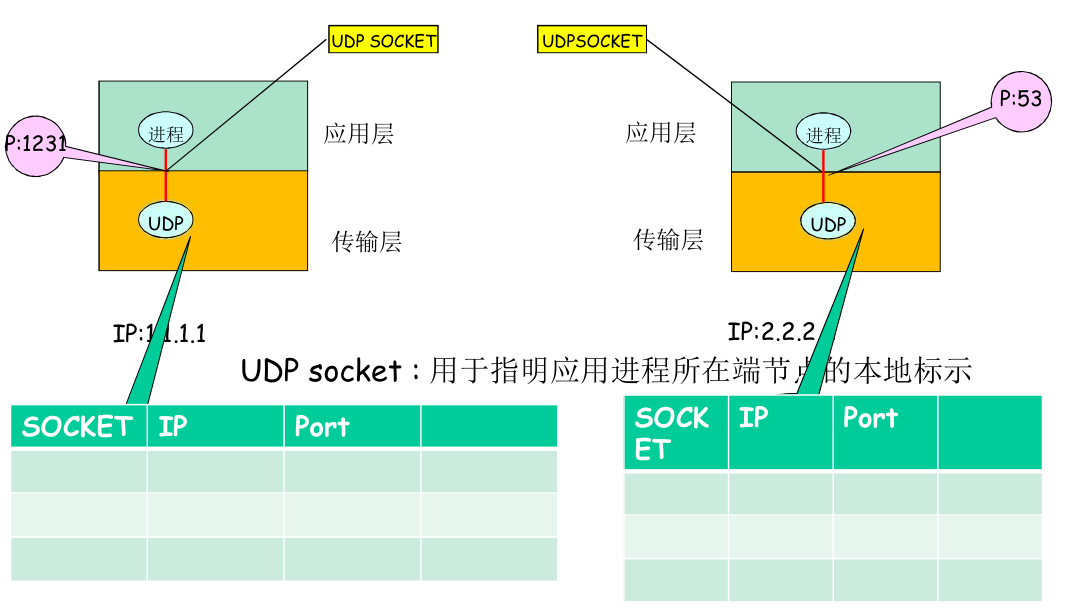 UDP SOCKET
UDPSOCKET
P:1231
进程
应用层
应用层
进程
P:53
UDP
传输层
传输层
UDP
IP:1.1.1.1
IP:2.2.2
UDP socket : 用于指明应用进程所在端节点的本地标示
SOCKET IP Port
SOCK
ET IP Port